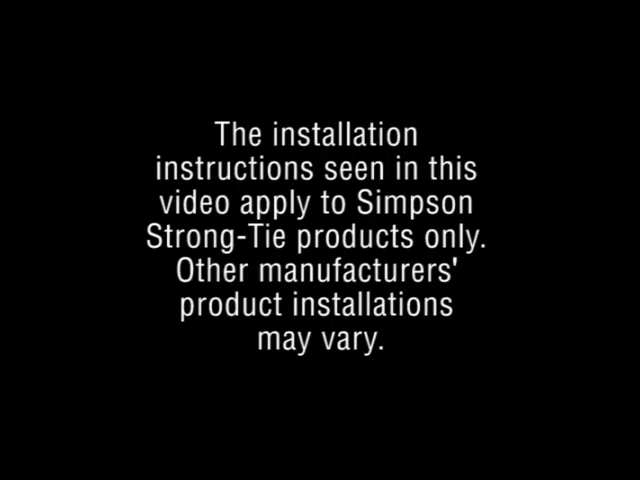 The installation
instructions seen in this
video apply to Simpson
Strong-Tie products only.
Other manufacturers'
product installations
may vary.